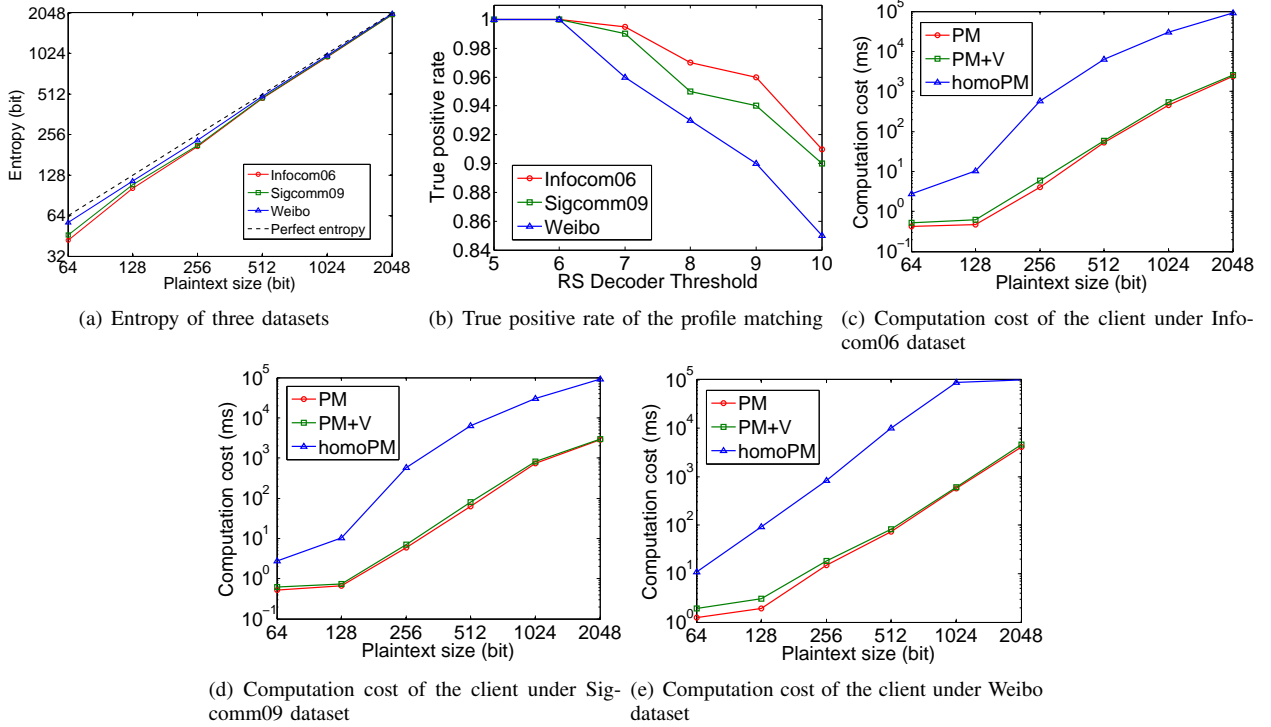 2048
1024
512
256
128
64
32
Entropy (bit)
Infocom06
Sigcomm09
Weibo
Perfect entropy
64 128 256 512 1024 2048
Plaintext size (bit)
(a) Entropy of three datasets
1
0.98
0.96
0.94
0.92
0.9
0.88
0.86
0.84
True positive rate
Infocom06
Sigcomm09
Weibo
5 6 7 8 9 10
RS Decoder Threshold
(b) True positive rate of the profile matching
10^5
10^4
10^3
10^2
10^1
10^0
10^-1
Computation cost (ms)
PM
PM+V
homoPM
64 128 256 512 1024 2048
Plaintext size (bit)
(c) Computation cost of the client under Info-
com06 dataset
10^5
10^4
10^3
10^2
10^1
10^0
10^-1
Computation cost (ms)
PM
PM+V
homoPM
64 128 256 512 1024 2048
Plaintext size (bit)
(d) Computation cost of the client under Sig-
comm09 dataset
10^5
10^4
10^3
10^2
10^1
10^0
Computation cost (ms)
PM
PM+V
homoPM
64 128 256 512 1024 2048
Plaintext size (bit)
(e) Computation cost of the client under Weibo
dataset